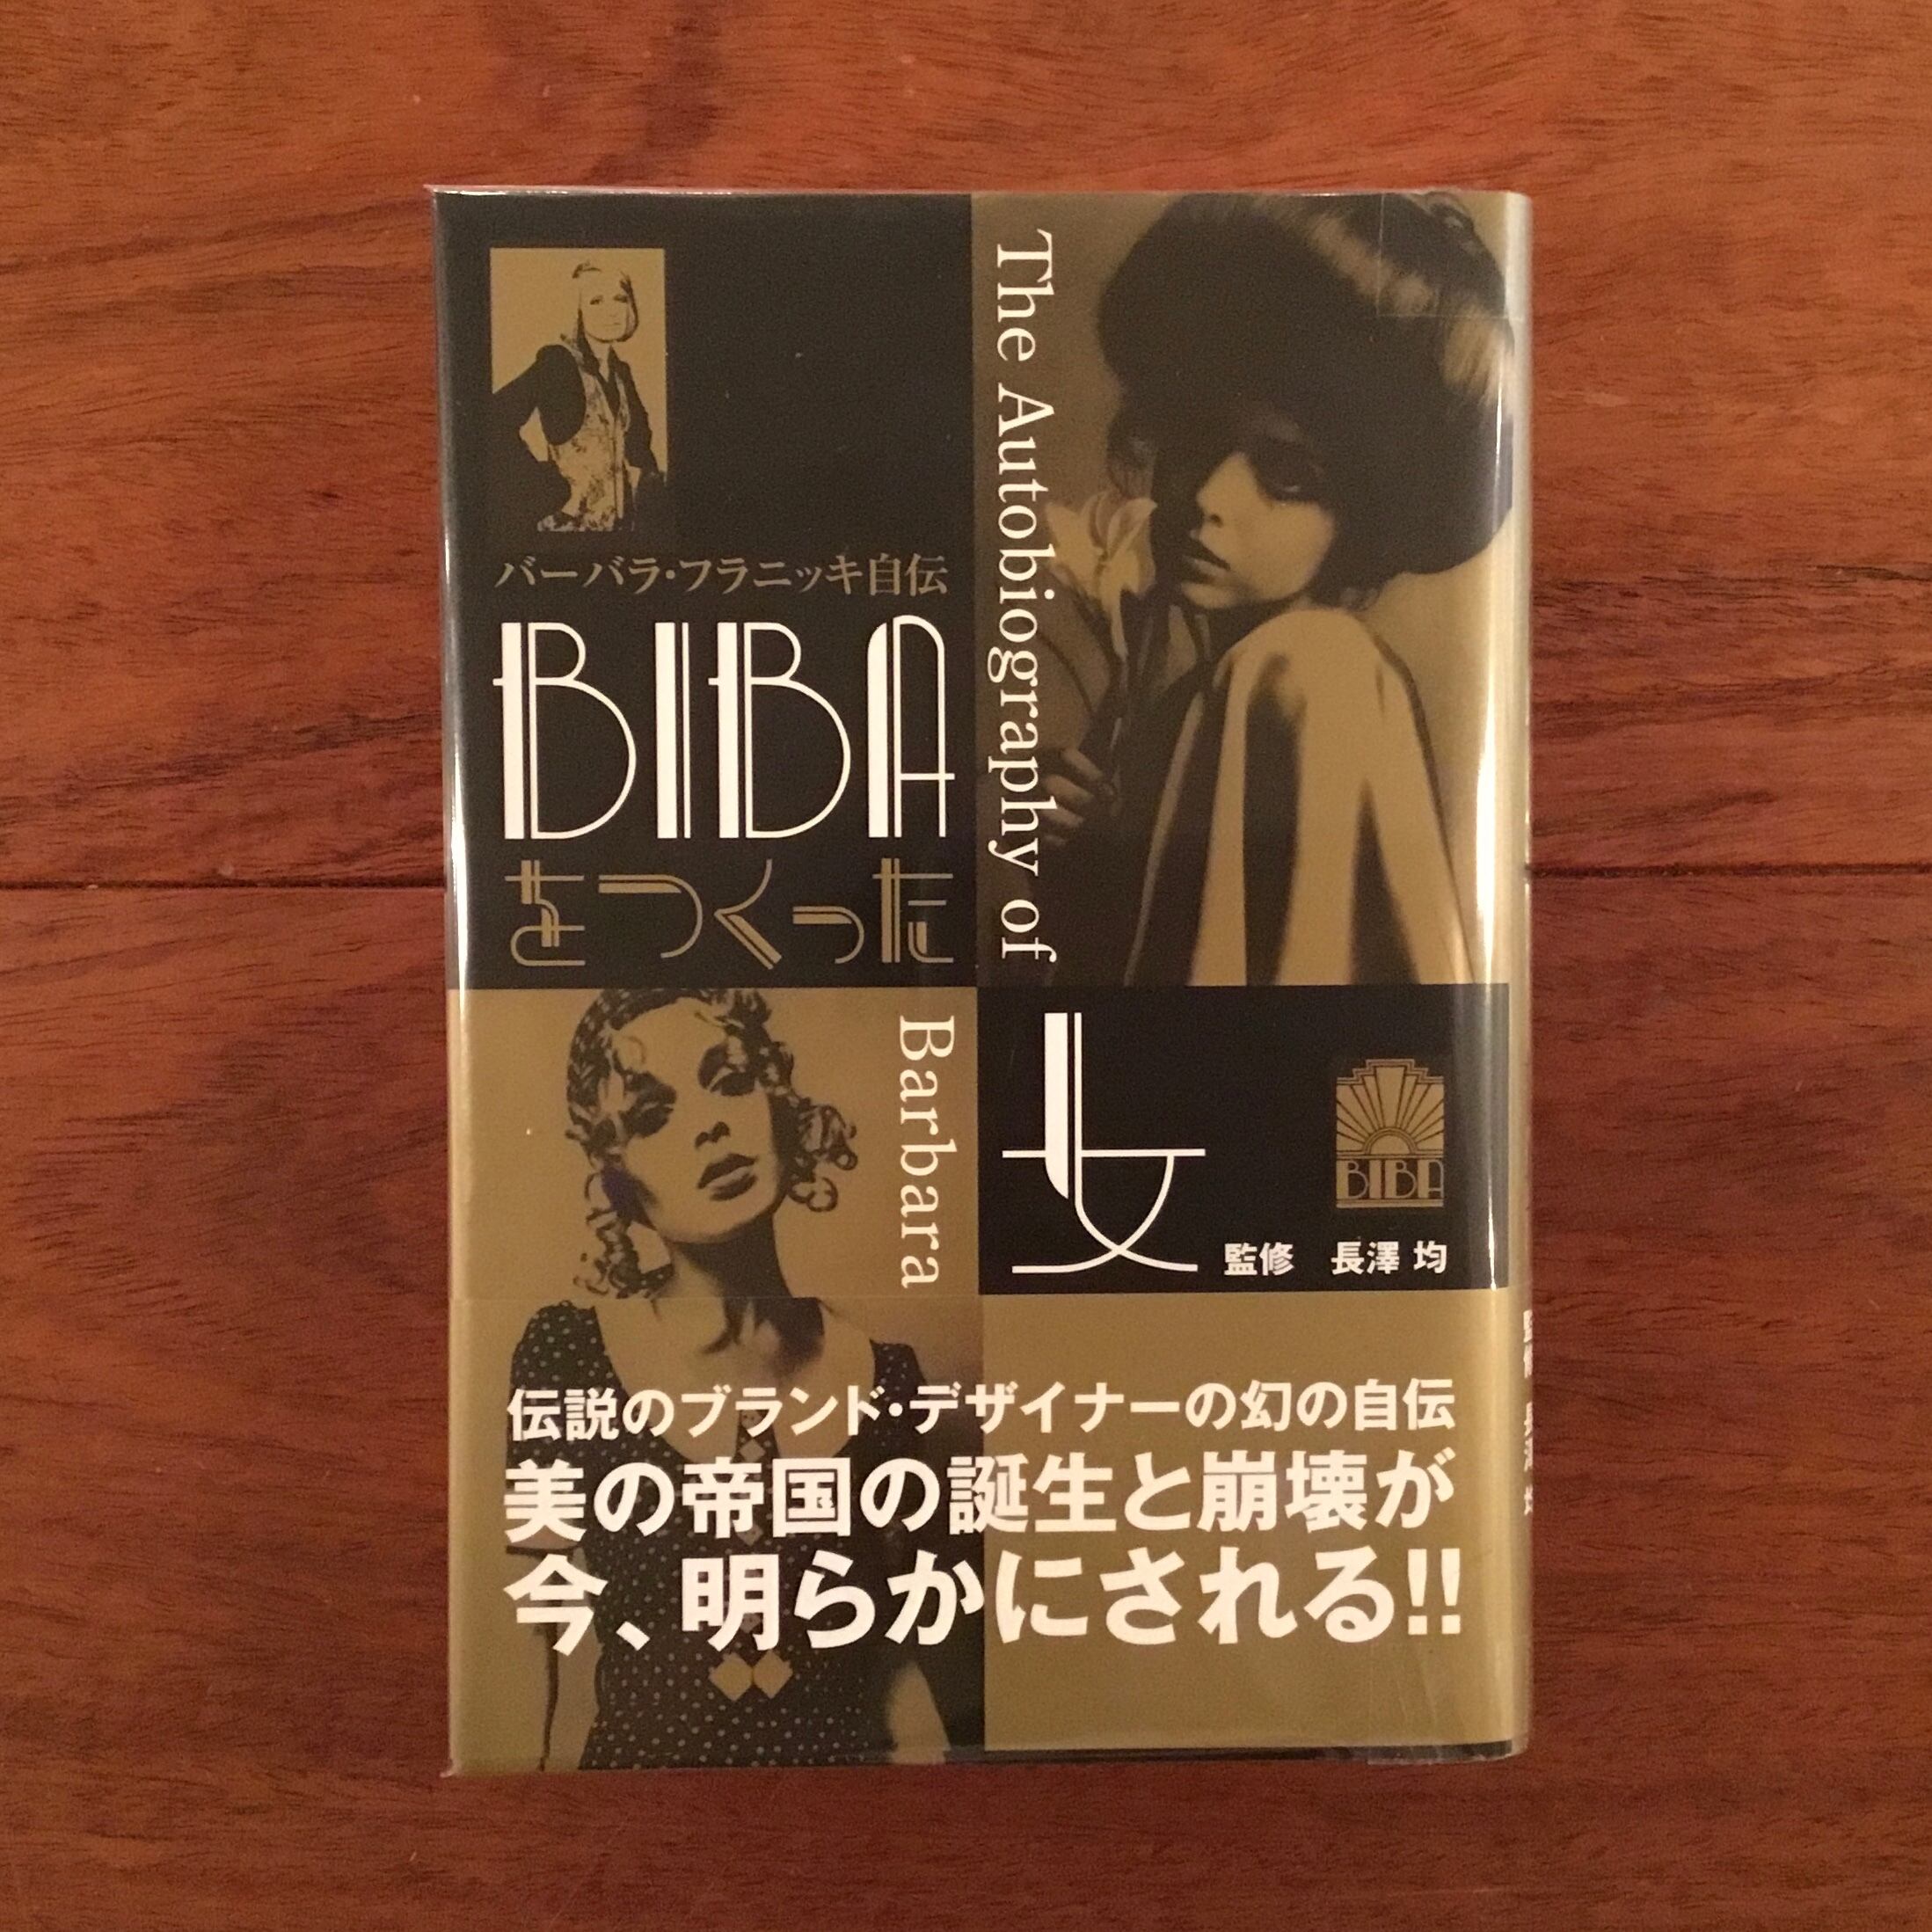 バーバラ・フラニッキ自伝
BIBA
をつくった
女
The Autobiography of
Barbara
BIBA
監修 長澤 均
伝説のブランド・デザイナーの幻の自伝
美の帝国の誕生と崩壊が
今、明らかにされる!!